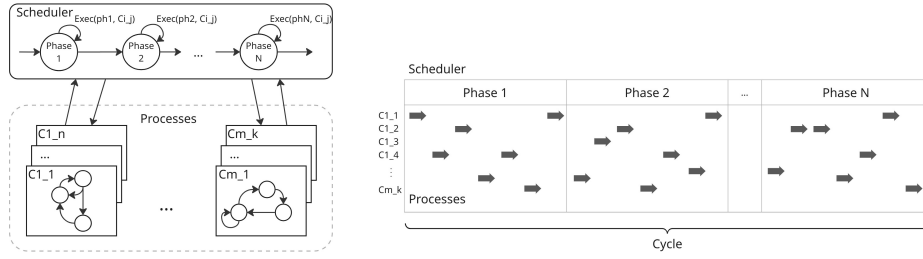 Scheduler
Exec(ph1, Ci_j)
Exec(ph2, Ci_j)
Exec(phN, Ci_j)
Phase
1
Phase
2
...
Phase
N
Processes
C1_n
...
C1_1
...
Cm_k
...
Cm_1
Scheduler
Phase 1
Phase 2
...
Phase N
C1_1
C1_2
C1_3
C1_4
⋮
Cm_k
Processes
Cycle